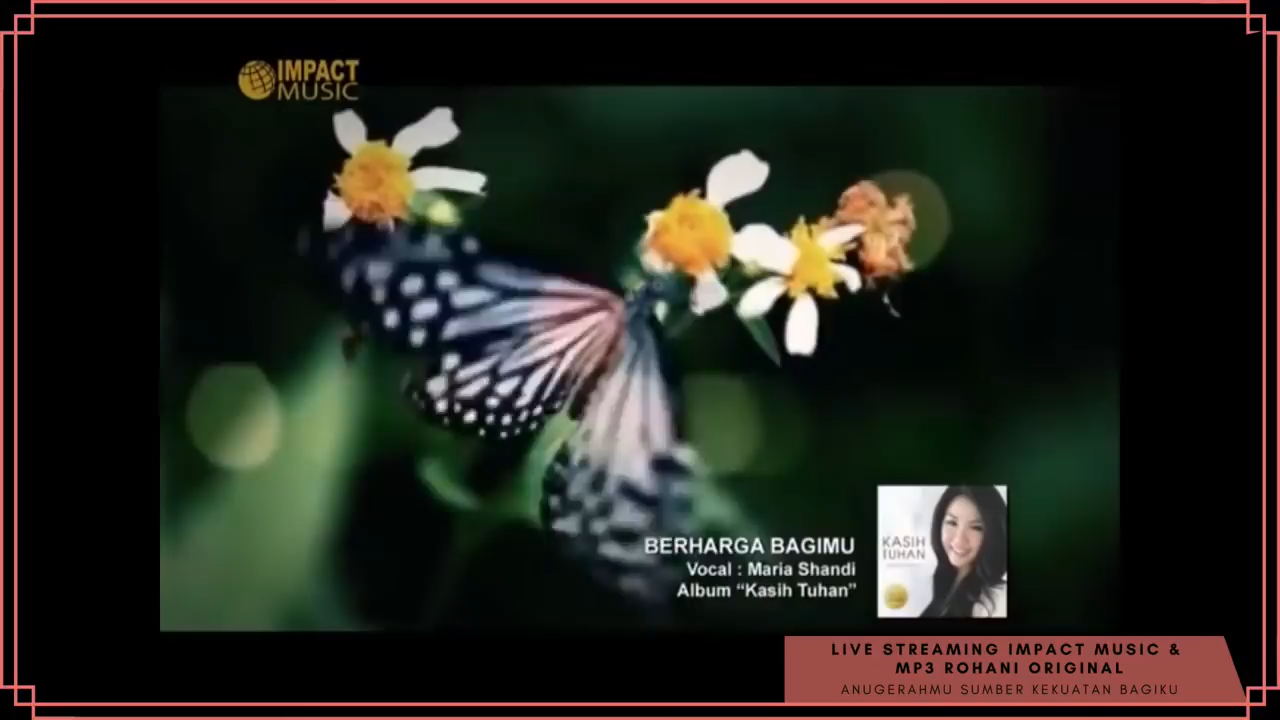 IMPACT
MUSIC
BERHARGA BAGIMU
Vocal : Maria Shandi
Album “Kasih Tuhan”
KASIH
TUHAN
LIVE STREAMING IMPACT MUSIC &
MP3 ROHANI ORIGINAL
ANUGERAHMU SUMBER KEKUATAN BAGIKU